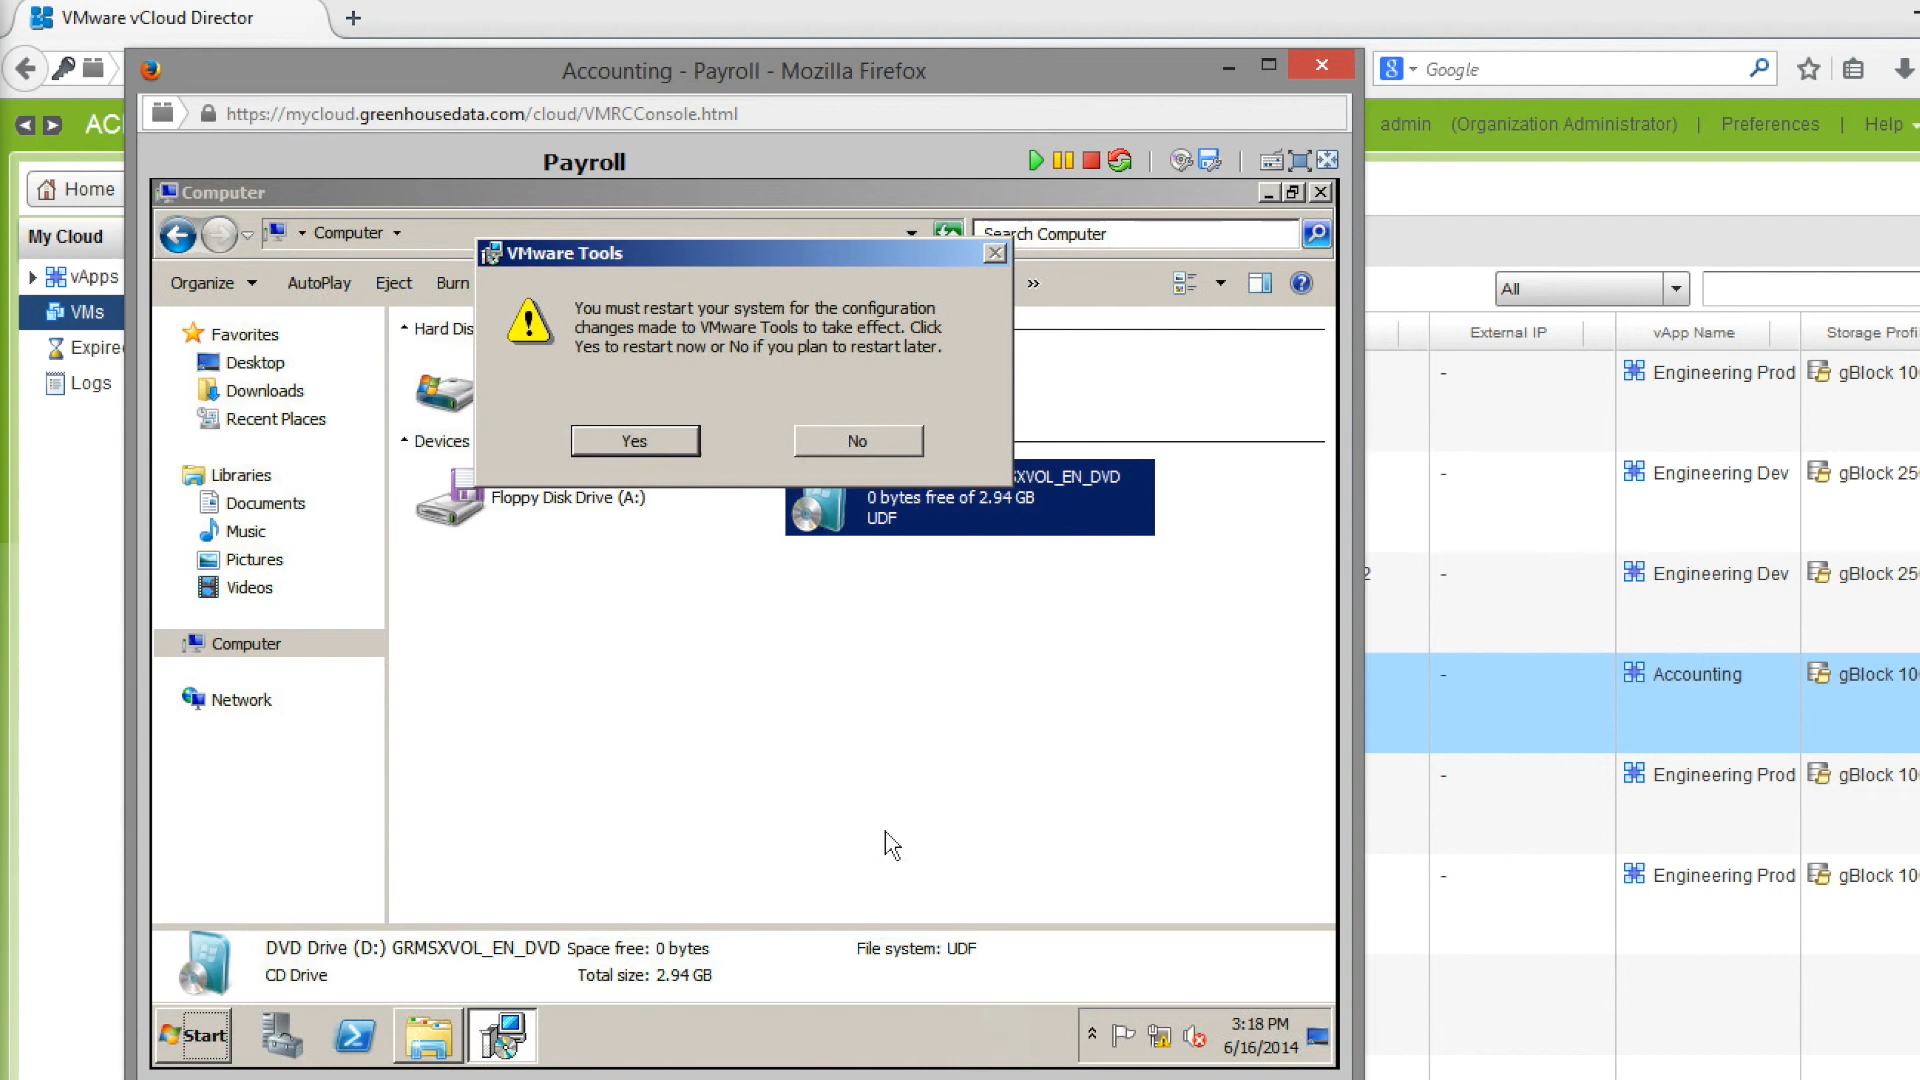 VMware vCloud Director
Accounting - Payroll - Mozilla Firefox
Google
https://mycloud.greenhousedata.com/cloud/VMRCConsole.html
admin (Organization Administrator) | Preferences | Help
Payroll
Home
Computer
My Cloud
Computer
Search Computer
VMware Tools
vApps
Organize
AutoPlay
Eject
Burn
All
You must restart your system for the configuration
changes made to VMware Tools to take effect. Click
Yes to restart now or No if you plan to restart later.
VMs
Favorites
Hard Dis
External IP
vApp Name
Storage Profi
Expire
Desktop
Logs
Downloads
- Engineering Prod gBlock 10
Recent Places
Devices
Yes
No
Libraries
XVOL_EN_DVD
- Engineering Dev gBlock 25
Documents
Floppy Disk Drive (A:)
0 bytes free of 2.94 GB
UDF
Music
Pictures
2 - Engineering Dev gBlock 25
Videos
Computer
- Accounting gBlock 10
Network
- Engineering Prod gBlock 10
- Engineering Prod gBlock 10
DVD Drive (D:) GRMSXVOL_EN_DVD Space free: 0 bytes File system: UDF
CD Drive Total size: 2.94 GB
Start
3:18 PM
6/16/2014